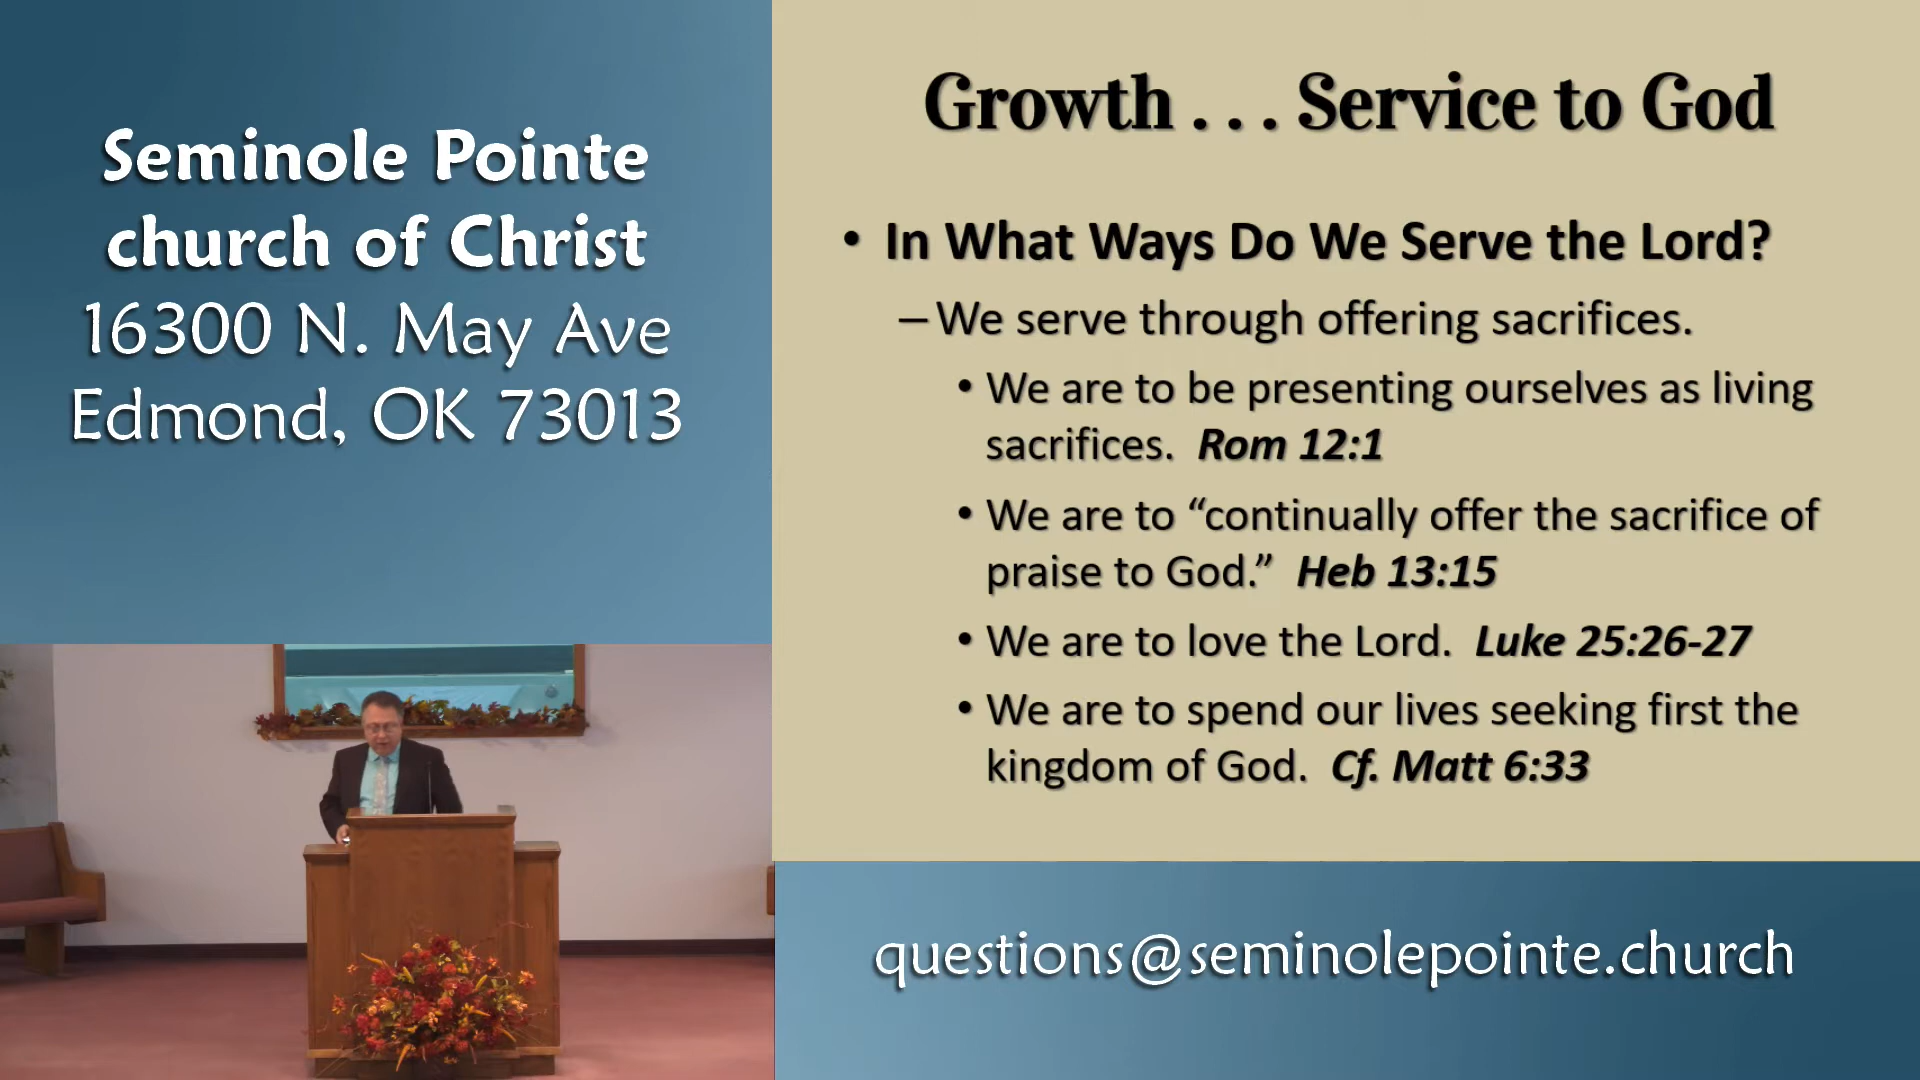 Seminole Pointe
church of Christ
16300 N. May Ave
Edmond, OK 73013
Growth . . . Service to God
• In What Ways Do We Serve the Lord?
– We serve through offering sacrifices.
• We are to be presenting ourselves as living
sacrifices. Rom 12:1
• We are to “continually offer the sacrifice of
praise to God.” Heb 13:15
• We are to love the Lord. Luke 25:26-27
• We are to spend our lives seeking first the
kingdom of God. Cf. Matt 6:33
questions@seminolepointe.church